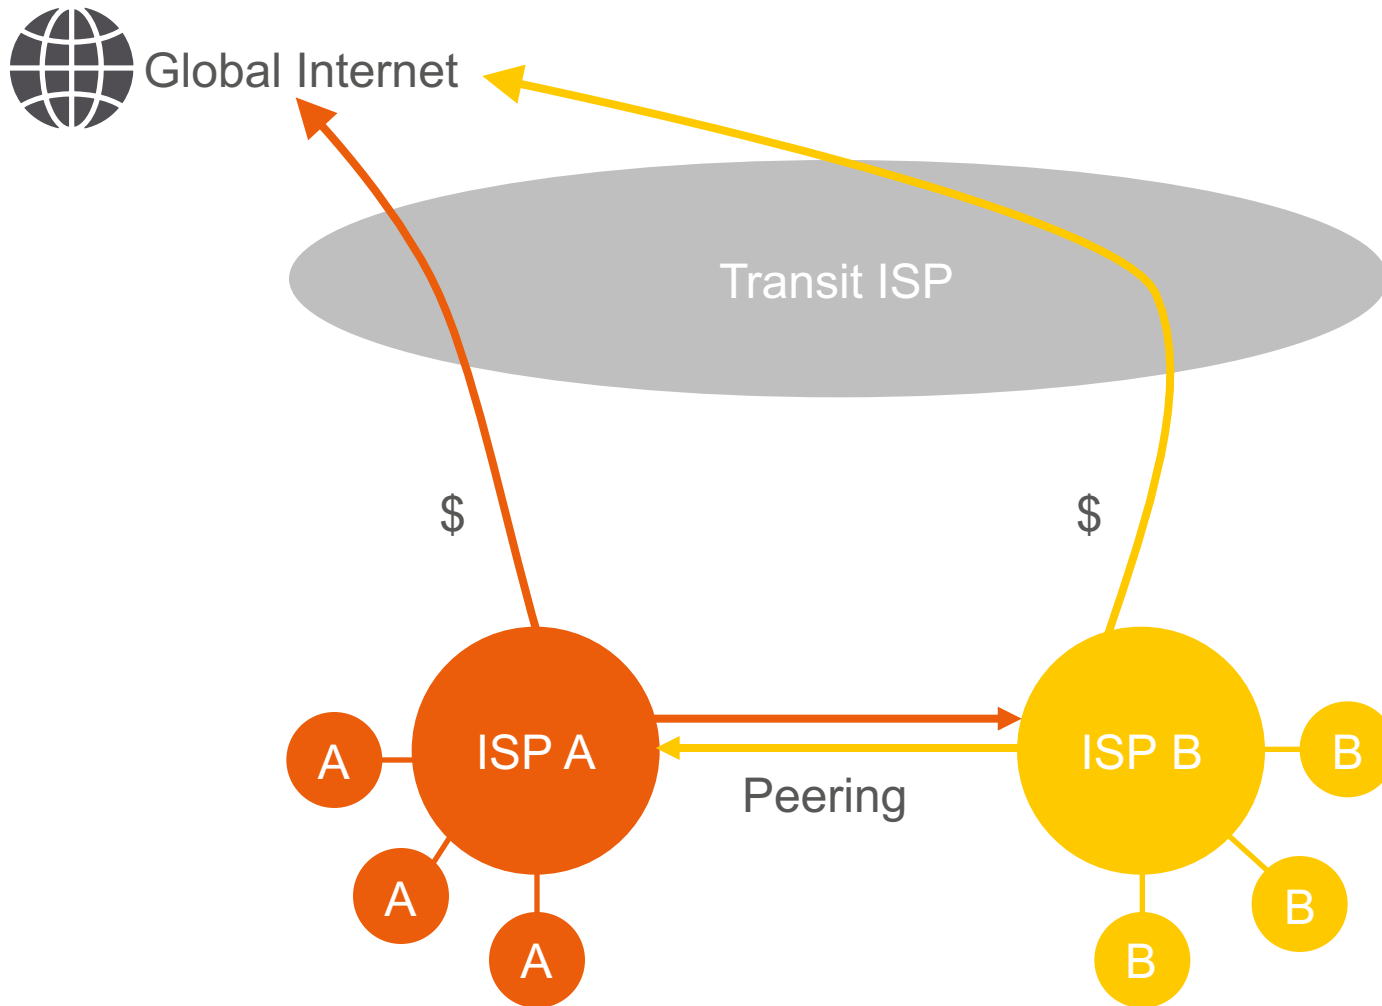 Global Internet
Transit ISP
$
$
ISP A
ISP B
A
B
Peering
A
B
A
B